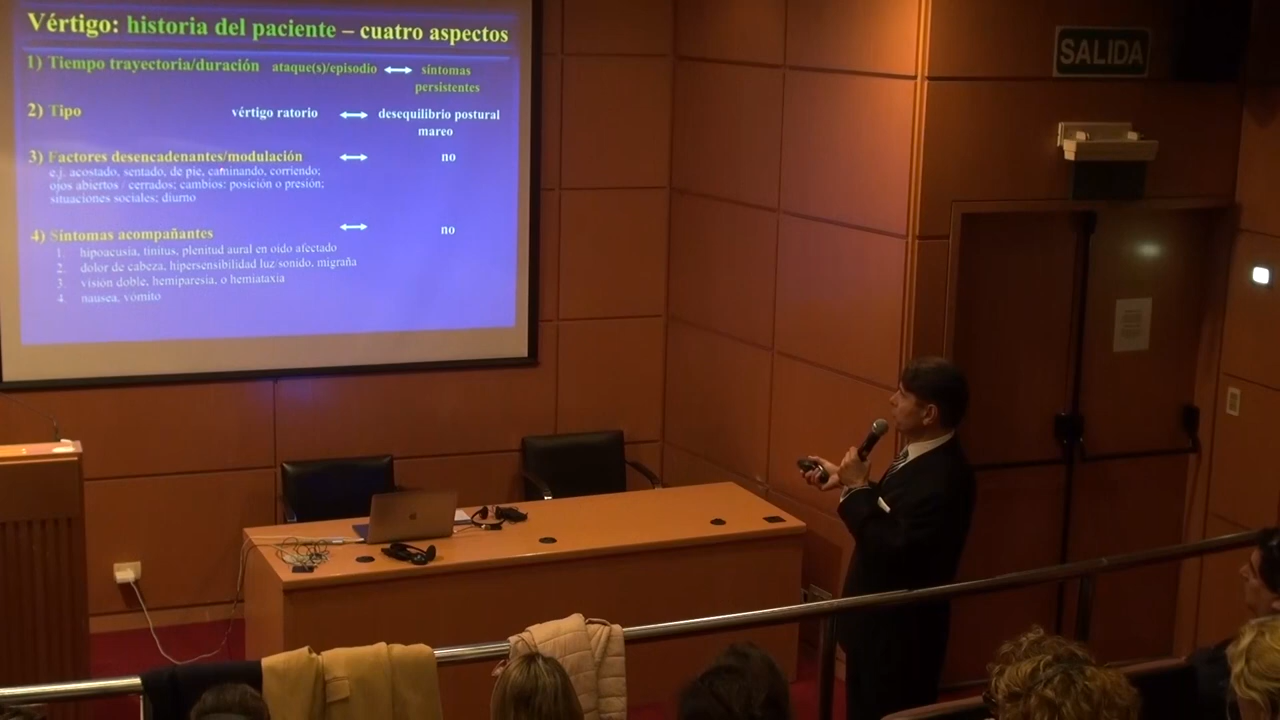 Vértigo: historia del paciente – cuatro aspectos
1) Tiempo trayectoria/duración ataque(s)/episodio síntomas
persistentes
2) Tipo vértigo ratorio desequilibrio postural
mareo
3) Factores desencadenantes/modulación no
e.j. acostado, sentado, de pie, caminando, corriendo;
ojos abiertos / cerrados; cambios: posición o presión;
situaciones sociales; diurno
4) Síntomas acompañantes no
1. hipoacusia, tinitus, plenitud aural en oído afectado
2. dolor de cabeza, hipersensibilidad luz/sonido, migraña
3. visión doble, hemiparesia, o hemiataxia
4. nausea, vómito
SALIDA